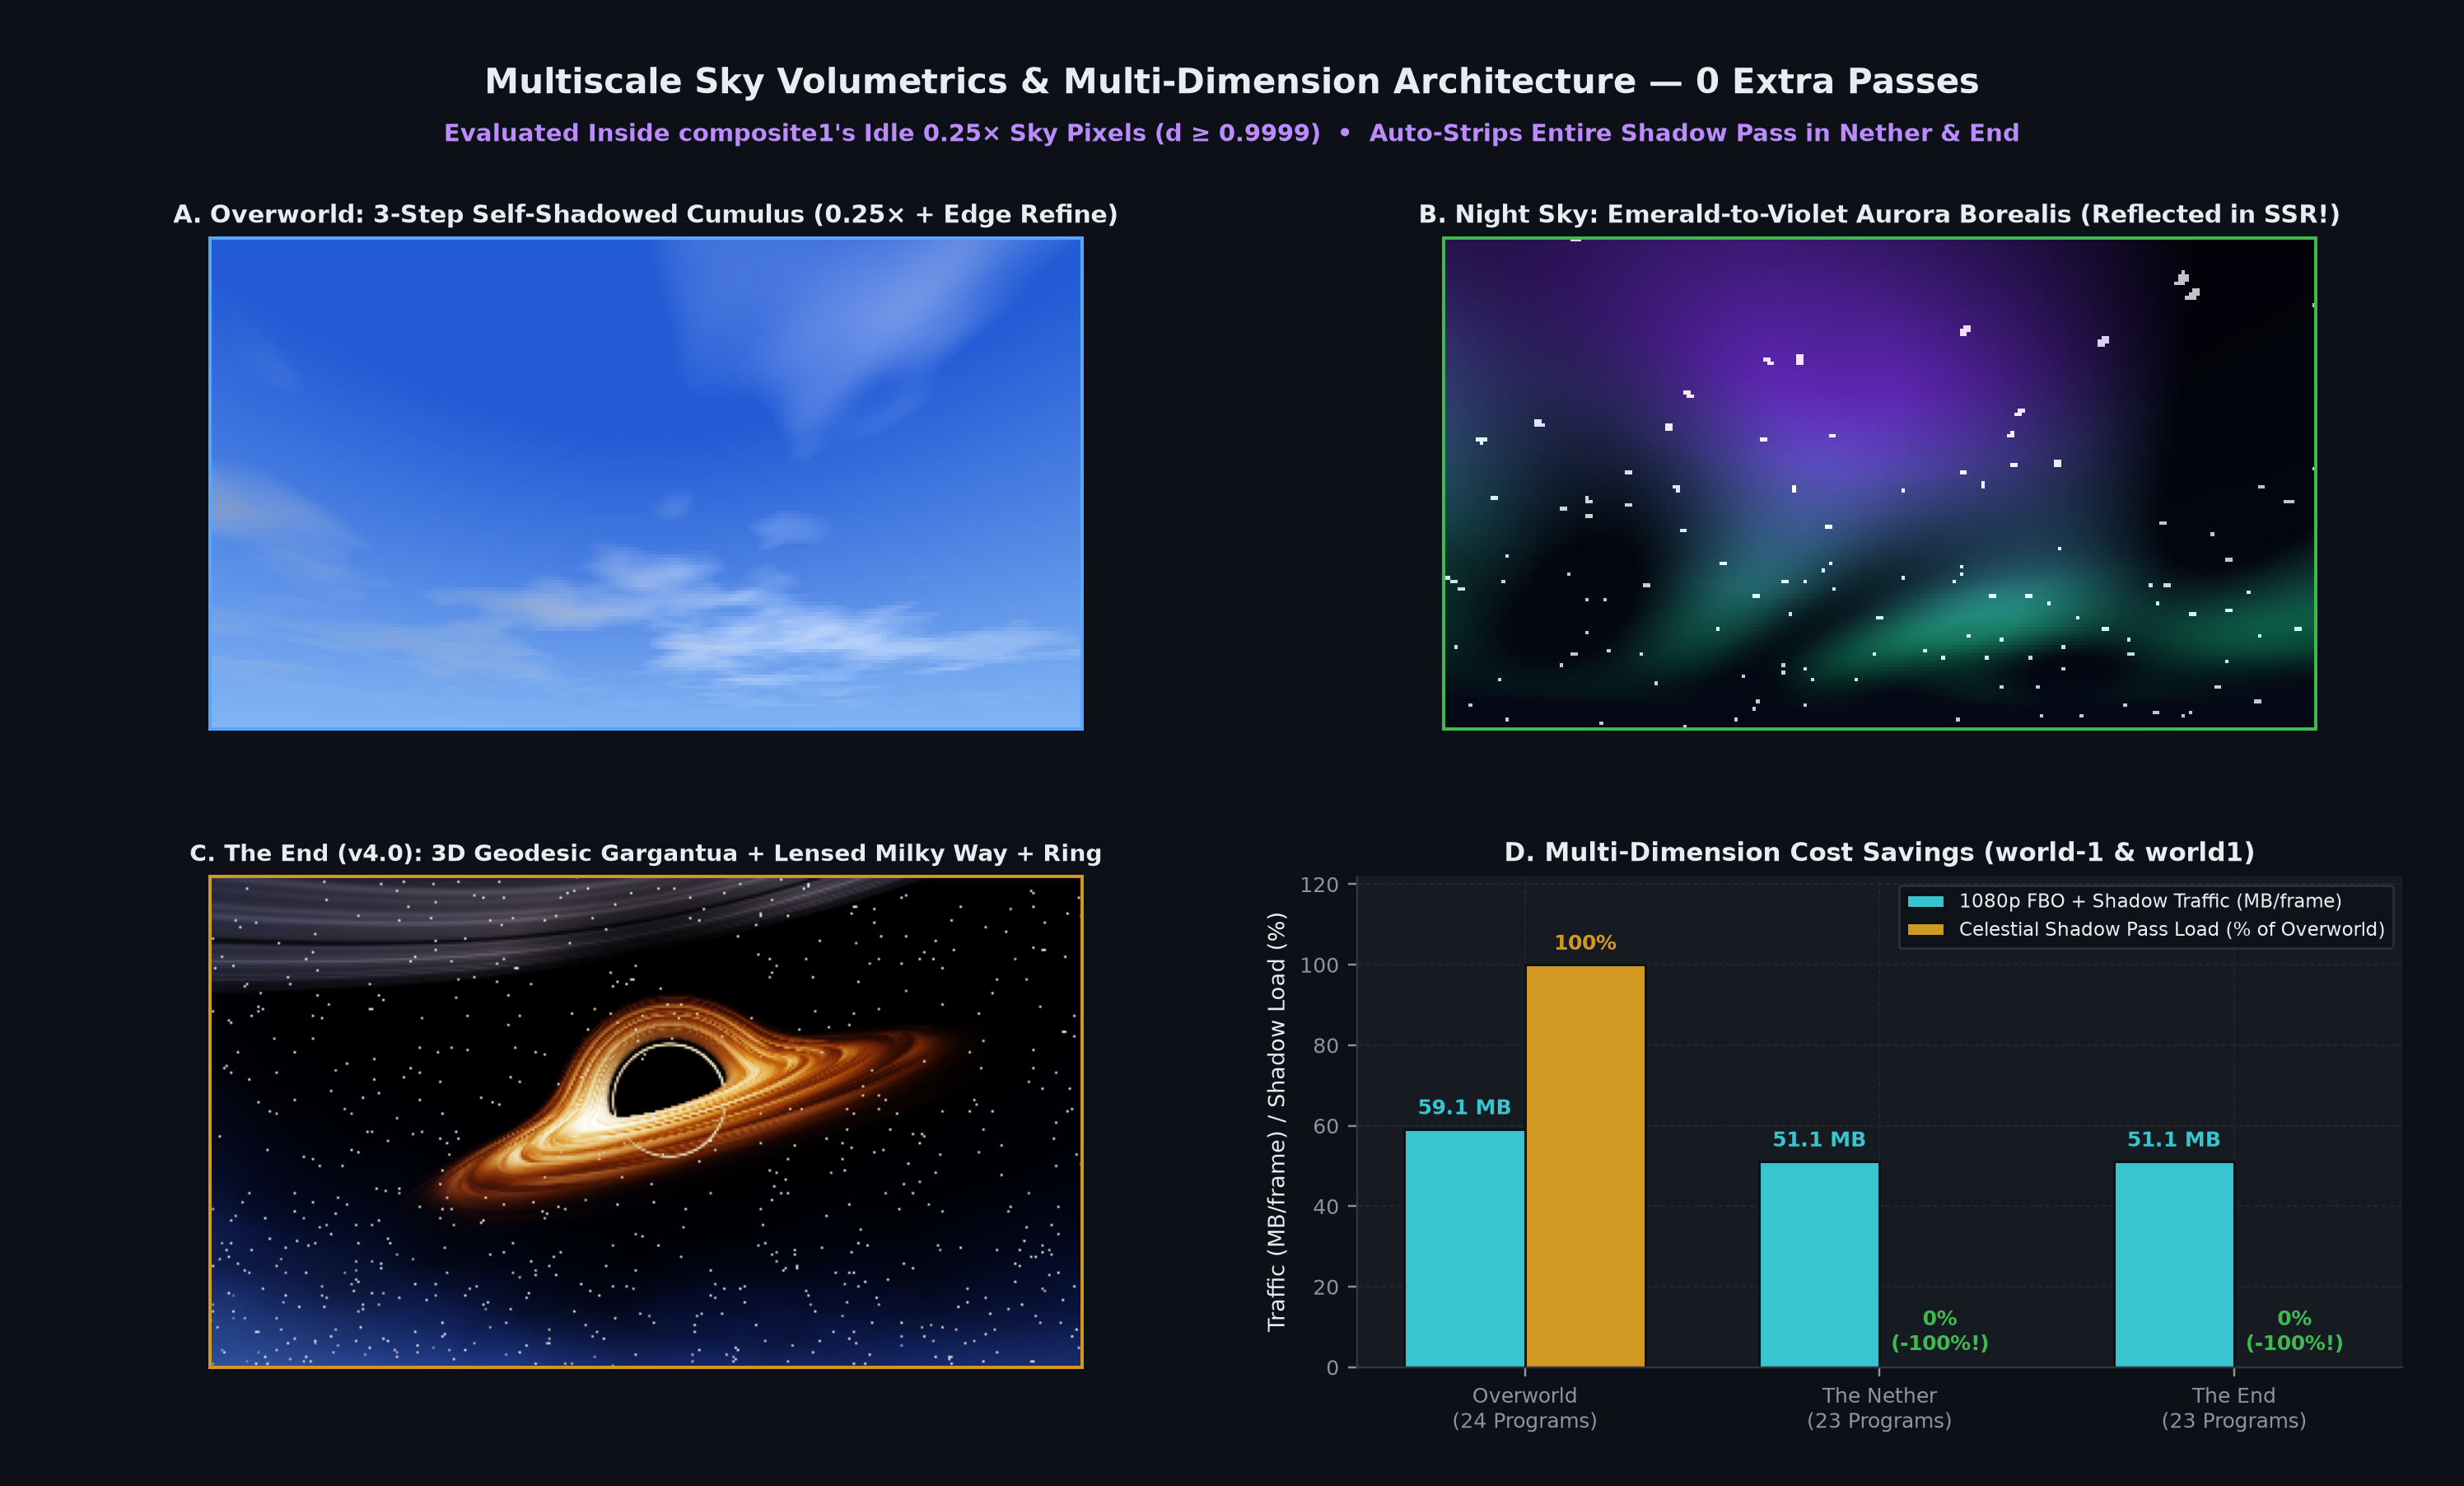 Multiscale Sky Volumetrics & Multi-Dimension Architecture — 0 Extra Passes
Evaluated Inside composite1's Idle 0.25× Sky Pixels (d ≥ 0.9999) • Auto-Strips Entire Shadow Pass in Nether & End
A. Overworld: 3-Step Self-Shadowed Cumulus (0.25× + Edge Refine)
B. Night Sky: Emerald-to-Violet Aurora Borealis (Reflected in SSR!)
C. The End (v4.0): 3D Geodesic Gargantua + Lensed Milky Way + Ring
D. Multi-Dimension Cost Savings (world-1 & world1)
Traffic (MB/frame) / Shadow Load (%)
120
100
80
60
40
20
0
1080p FBO + Shadow Traffic (MB/frame)
Celestial Shadow Pass Load (% of Overworld)
59.1 MB
100%
51.1 MB
0%
(-100%!)
51.1 MB
0%
(-100%!)
Overworld
(24 Programs)
The Nether
(23 Programs)
The End
(23 Programs)